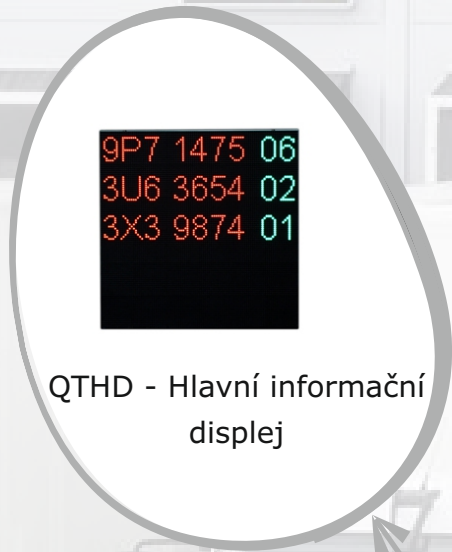 9P7 1475 06
3U6 3654 02
3X3 9874 01
QTHD - Hlavní informační
displej